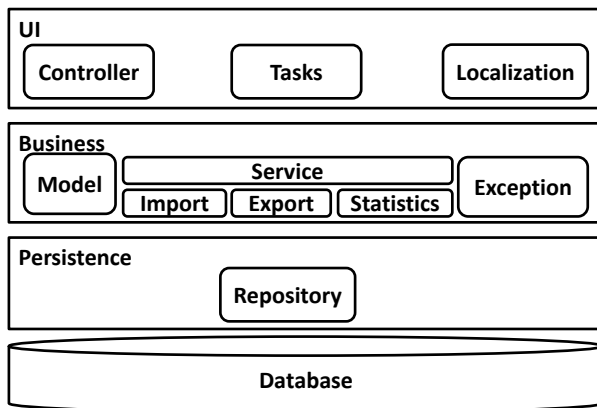 UI
Controller Tasks Localization
Business
Model Service Exception
Import Export Statistics
Persistence
Repository
Database